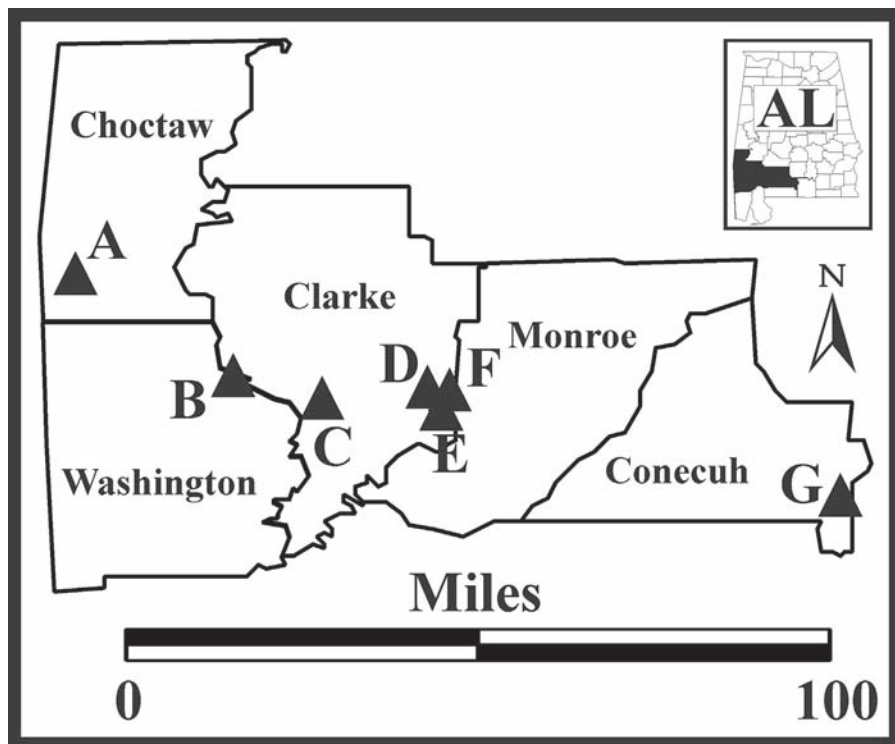 AL
Choctaw
A
N
Clarke
Monroe
D
F
B
C
E
Washington
Conecuh
G
Miles
0
100